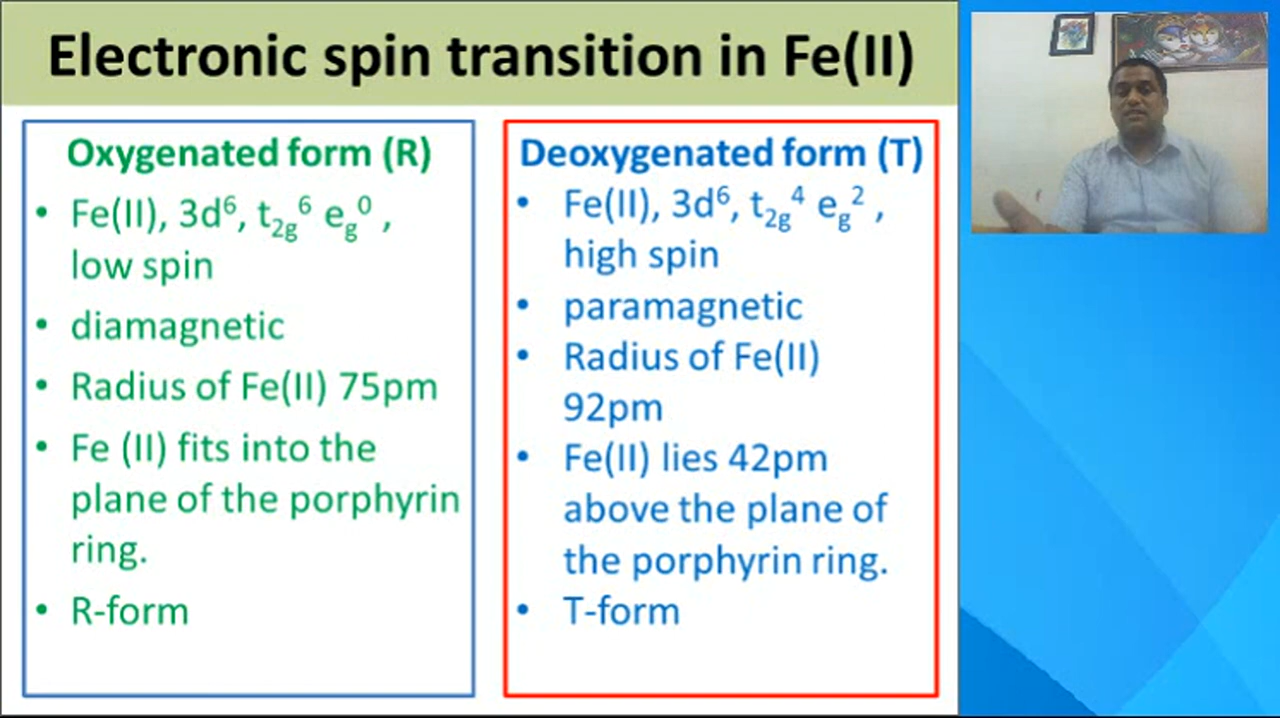 Electronic spin transition in Fe(II)
Oxygenated form (R)
• Fe(II), 3d⁶, t₂g⁶ eg⁰ ,
low spin
• diamagnetic
• Radius of Fe(II) 75pm
• Fe (II) fits into the
plane of the porphyrin
ring.
• R-form
Deoxygenated form (T)
• Fe(II), 3d⁶, t₂g⁴ eg² ,
high spin
• paramagnetic
• Radius of Fe(II)
92pm
• Fe(II) lies 42pm
above the plane of
the porphyrin ring.
• T-form